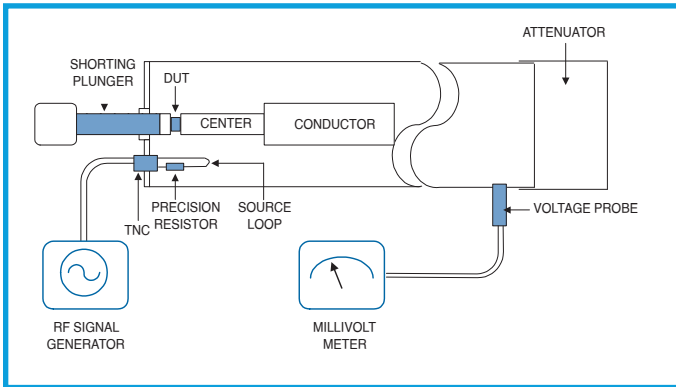 ATTENUATOR
SHORTING
PLUNGER
DUT
CENTER
CONDUCTOR
PRECISION
RESISTOR
SOURCE
LOOP
TNC
VOLTAGE PROBE
RF SIGNAL
GENERATOR
MILLIVOLT
METER